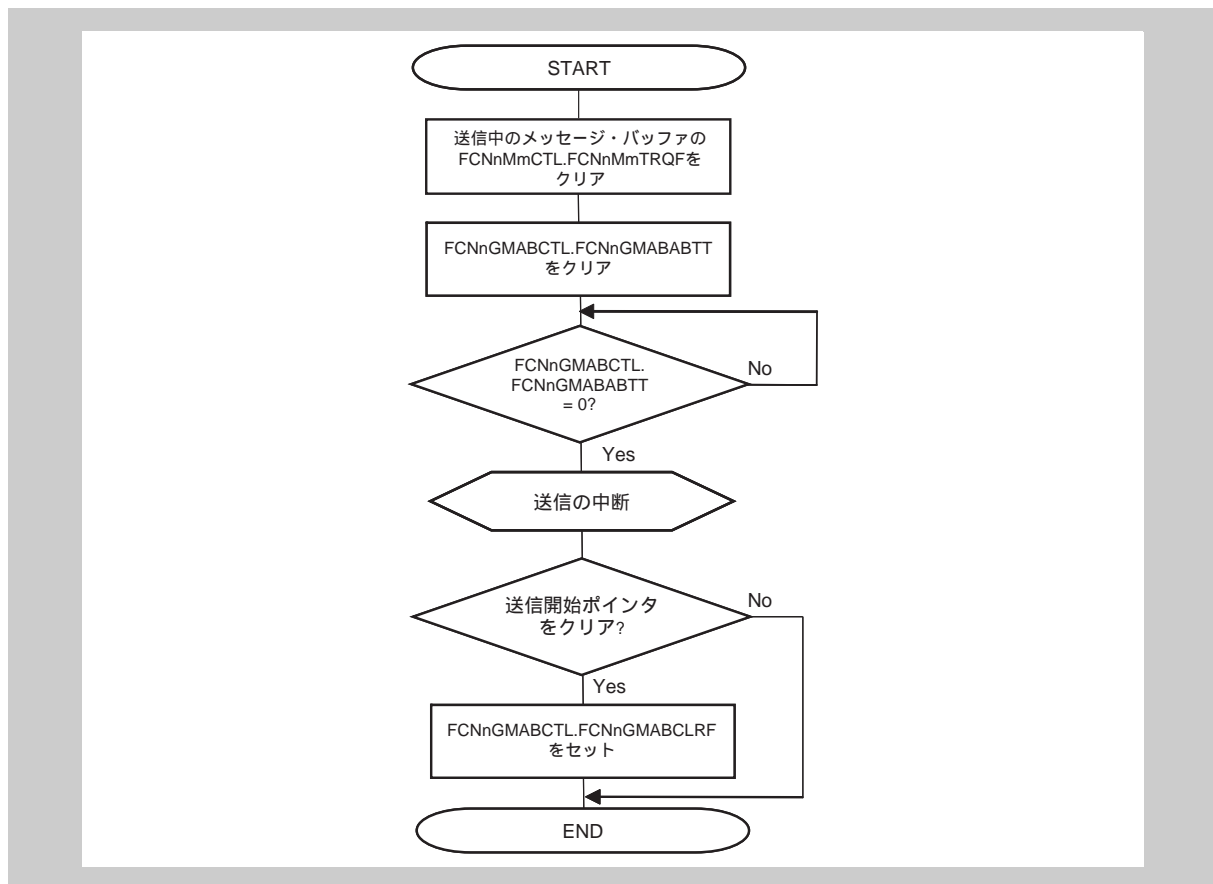 START
送信中のメッセージ・バッファの
FCNnMmCTL.FCNnMmTRQFを
クリア
FCNnGMABCTL.FCNnGMABABTT
をクリア
FCNnGMABCTL.
FCNnGMABABTT
= 0?
No
Yes
送信の中断
送信開始ポインタ
をクリア?
No
Yes
FCNnGMABCTL.FCNnGMABCLRF
をセット
END